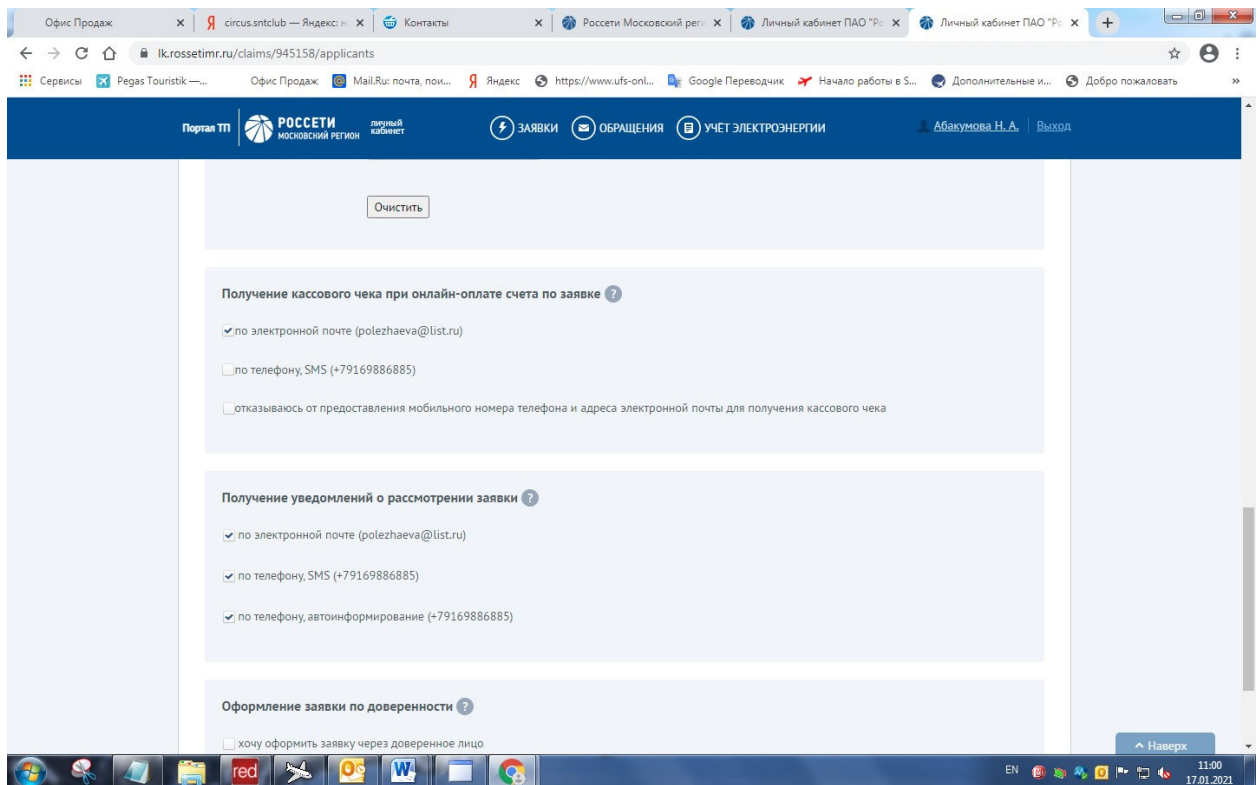 Офис Продаж
circus.sntclub — Яндекс: н
Контакты
Россети Московский реги
Личный кабинет ПАО "Ро
Личный кабинет ПАО "Ро
lk.rossetimr.ru/claims/945158/applicants
Сервисы
Pegas Touristik —...
Офис Продаж
Mail.Ru: почта, пои...
Яндекс
https://www.ufs-onl...
Google Переводчик
Начало работы в S...
Дополнительные и...
Добро пожаловать
»
Портал ТП
РОССЕТИ
МОСКОВСКИЙ РЕГИОН
личный
кабинет
ЗАЯВКИ
ОБРАЩЕНИЯ
УЧЁТ ЭЛЕКТРОЭНЕРГИИ
Абакумова Н. А.
Выход
Очистить
Получение кассового чека при онлайн-оплате счета по заявке ?
по электронной почте (polezhaeva@list.ru)
по телефону, SMS (+79169886885)
отказываюсь от предоставления мобильного номера телефона и адреса электронной почты для получения кассового чека
Получение уведомлений о рассмотрении заявки ?
по электронной почте (polezhaeva@list.ru)
по телефону, SMS (+79169886885)
по телефону, автоинформирование (+79169886885)
Оформление заявки по доверенности ?
хочу оформить заявку через доверенное лицо
Наверх
red
EN
11:00
17.01.2021